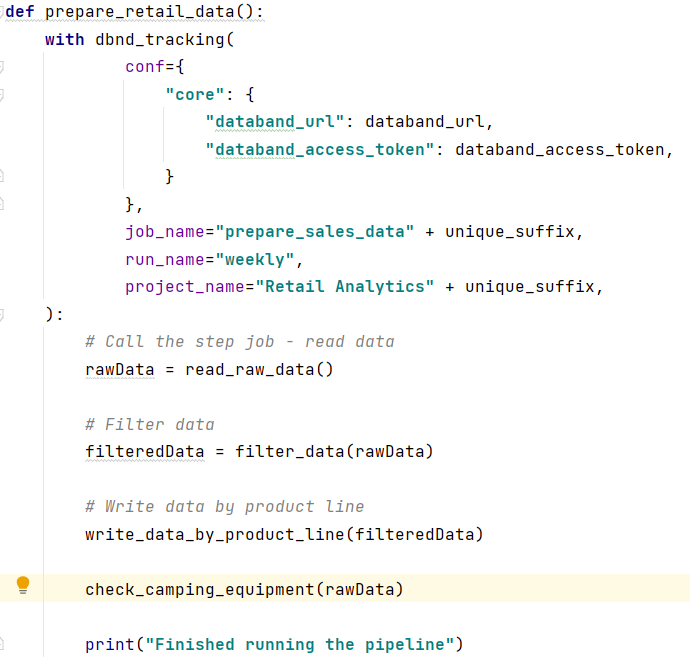 def prepare_retail_data():
    with dbnd_tracking(
            conf={
                "core": {
                    "databand_url": databand_url,
                    "databand_access_token": databand_access_token,
                }
            },
            job_name="prepare_sales_data" + unique_suffix,
            run_name="weekly",
            project_name="Retail Analytics" + unique_suffix,
    ):
        # Call the step job - read data
        rawData = read_raw_data()

        # Filter data
        filteredData = filter_data(rawData)

        # Write data by product line
        write_data_by_product_line(filteredData)

        check_camping_equipment(rawData)

        print("Finished running the pipeline")